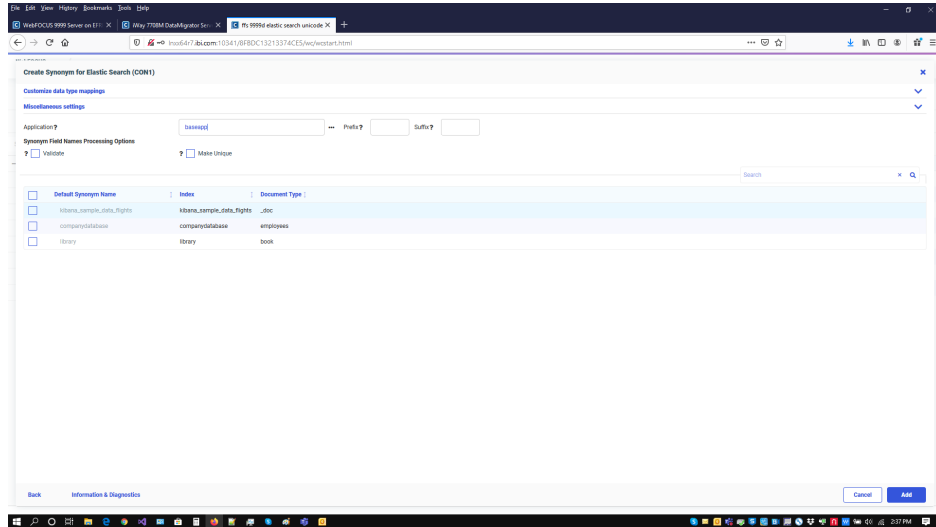 File Edit View History Bookmarks Tools Help
WebFOCUS 9999 Server on EFR × iWay 7708M DataMigrator Ser × ffs 9999d elastic search unicode × +
.ibi.com:10341/8FBDC13213374CE5/wc/wcstart.html
Create Synonym for Elastic Search (CON1) ×
Customize data type mappings
Miscellaneous settings
Application ? baseapp ... Prefix ? Suffix ?
Synonym Field Names Processing Options
? Validate ? Make Unique
Search ×
Default Synonym Name Index Document Type
kibana_sample_data_flights kibana_sample_data_flights _doc
companydatabase companydatabase employees
library library book
Back Information & Diagnostics Cancel Add
2:37 PM